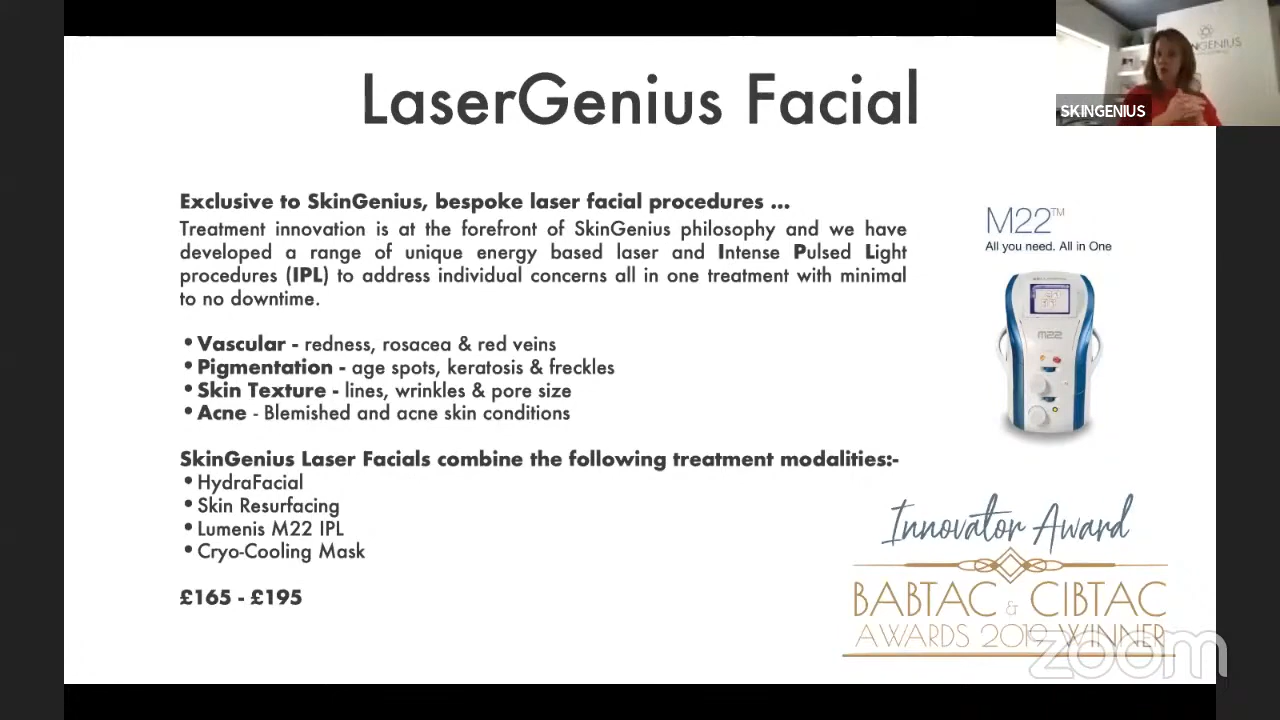 LaserGenius Facial
SKINGENIUS
Exclusive to SkinGenius, bespoke laser facial procedures ...
Treatment innovation is at the forefront of SkinGenius philosophy and we have
developed a range of unique energy based laser and Intense Pulsed Light
procedures (IPL) to address individual concerns all in one treatment with minimal
to no downtime.
• Vascular - redness, rosacea & red veins
• Pigmentation - age spots, keratosis & freckles
• Skin Texture - lines, wrinkles & pore size
• Acne - Blemished and acne skin conditions
SkinGenius Laser Facials combine the following treatment modalities:-
• HydraFacial
• Skin Resurfacing
• Lumenis M22 IPL
• Cryo-Cooling Mask
£165 - £195
M22™
All you need. All in One
M22
Innovator Award
BABTAC & CIBTAC
AWARDS 2019 WINNER
zoom